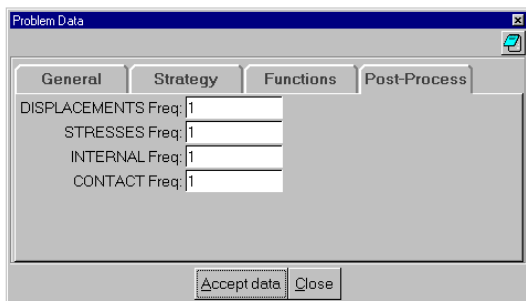 Problem Data
General Strategy Functions Post-Process
DISPLACEMENTS Freq: 1
STRESSES Freq: 1
INTERNAL Freq: 1
CONTACT Freq: 1
Accept data Close